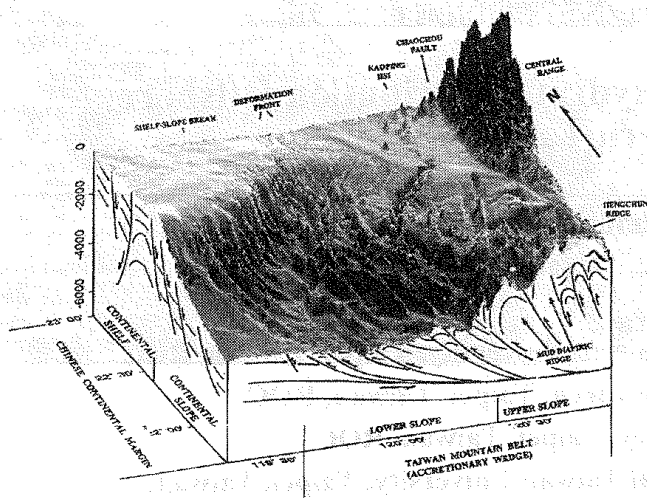 CHAOCHOU
FAULT
KAOPING
HSI
CENTRAL
RANGE
N
DEFORMATION
FRONT
SHELF-SLOPE BREAK
0
-2000
-4000
-6000
HENGCHUN
RIDGE
MUD DIAPIRIC
RIDGE
CONTINENTAL
SHELF
CONTINENTAL
SLOPE
CHINESE CONTINENTAL MARGIN
LOWER SLOPE
UPPER SLOPE
TAIWAN MOUNTAIN BELT
(ACCRETIONARY WEDGE)